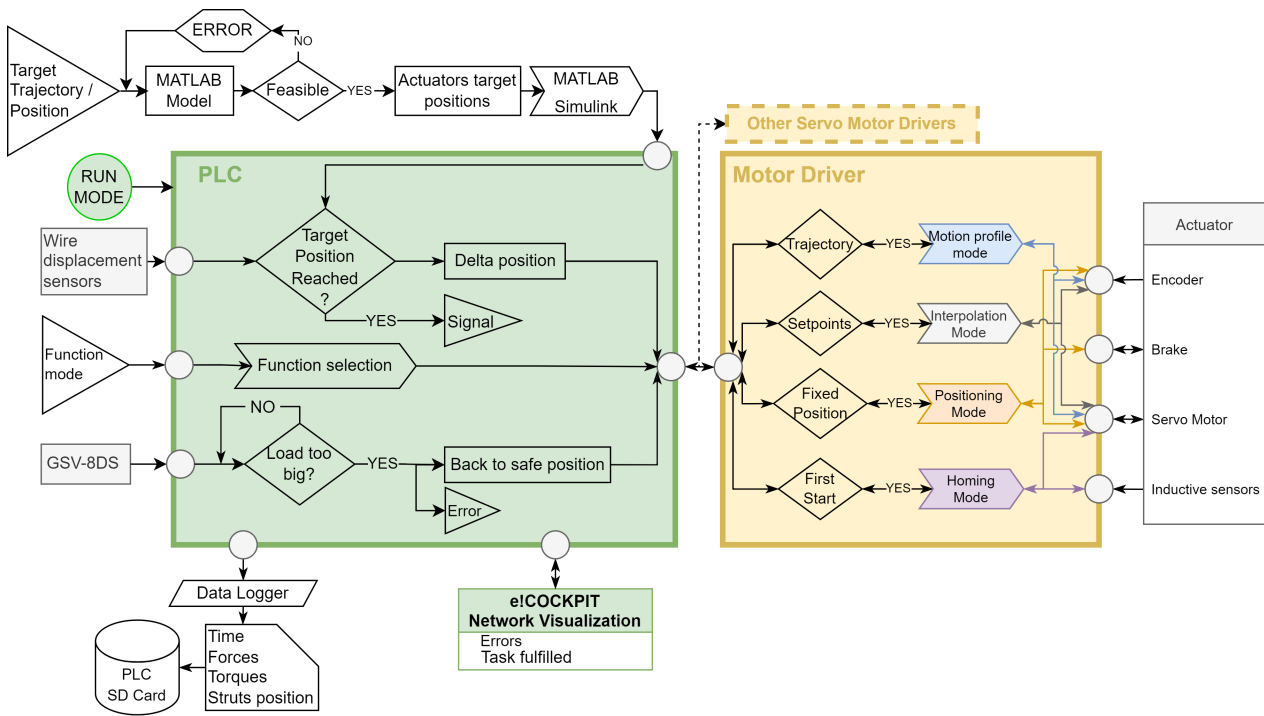 ERROR
NO
Target
Trajectory /
Position
MATLAB
Model
Feasible
YES
Actuators target
positions
MATLAB
Simulink
Other Servo Motor Drivers
RUN
MODE
PLC
Motor Driver
Wire
displacement
sensors
Target
Position
Reached
?
Delta position
YES
Signal
Function
mode
Function selection
NO
GSV-8DS
Load too
big?
YES
Back to safe position
Error
Trajectory
YES
Motion profile
mode
Setpoints
YES
Interpolation
Mode
Fixed
Position
YES
Positioning
Mode
First
Start
YES
Homing
Mode
Actuator
Encoder
Brake
Servo Motor
Inductive sensors
Data Logger
Time
Forces
Torques
Struts position
PLC
SD Card
e!COCKPIT
Network Visualization
Errors
Task fulfilled